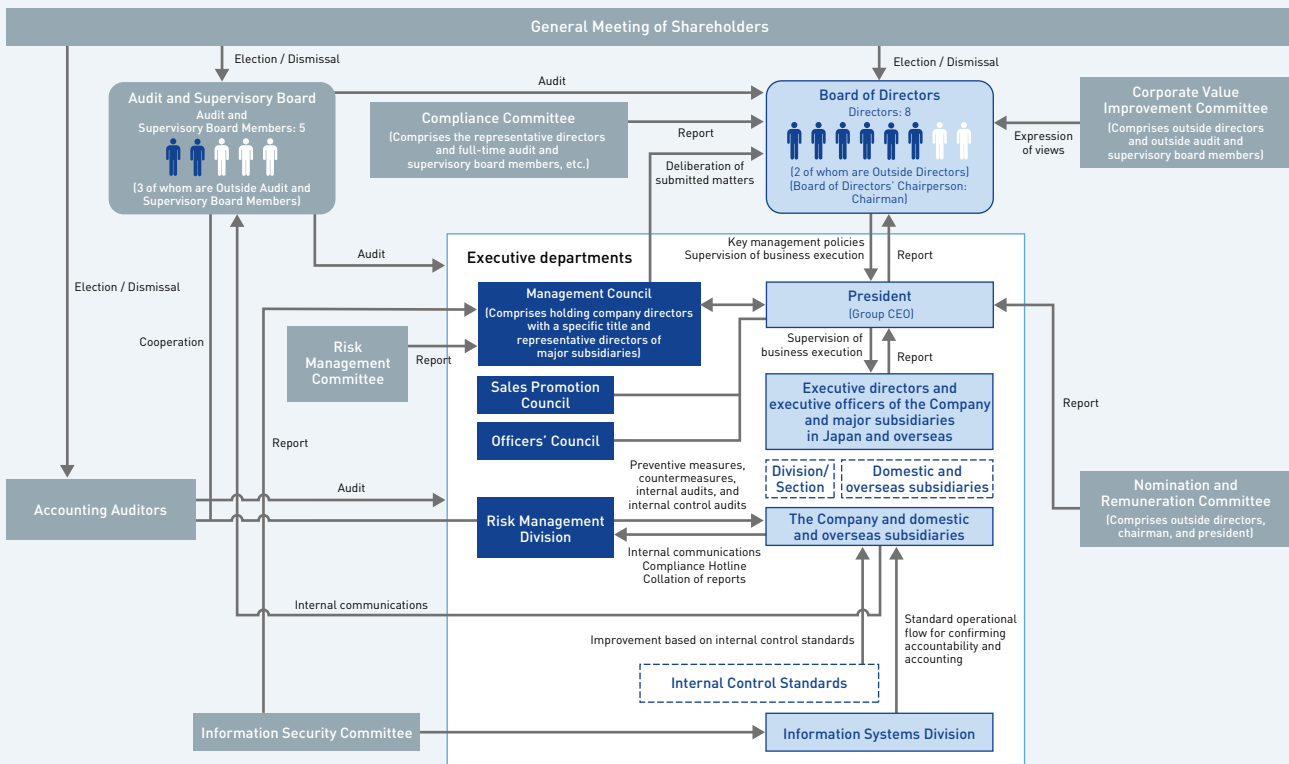 General Meeting of Shareholders
Election / Dismissal
Election / Dismissal
Audit and Supervisory Board
Audit and
Supervisory Board Members: 5
(3 of whom are Outside Audit and
Supervisory Board Members)
Audit
Compliance Committee
(Comprises the representative directors
and full-time audit and
supervisory board members, etc.)
Report
Deliberation of
submitted matters
Board of Directors
Directors: 8
(2 of whom are Outside Directors)
(Board of Directors' Chairperson:
Chairman)
Expression
of views
Corporate Value
Improvement Committee
(Comprises outside directors
and outside audit and
supervisory board members)
Audit
Executive departments
Key management policies
Supervision of business execution
Report
Election / Dismissal
Cooperation
Management Council
(Comprises holding company directors
with a specific title and
representative directors of
major subsidiaries)
President
(Group CEO)
Risk
Management
Committee
Report
Supervision of
business execution
Report
Sales Promotion
Council
Officers' Council
Executive directors and
executive officers of the Company
and major subsidiaries
in Japan and overseas
Report
Report
Preventive measures,
countermeasures,
internal audits, and
internal control audits
Division/
Section
Domestic and
overseas subsidiaries
Nomination and
Remuneration Committee
(Comprises outside directors,
chairman, and president)
Accounting Auditors
Audit
Risk Management
Division
The Company and domestic
and overseas subsidiaries
Internal communications
Compliance Hotline
Collation of reports
Internal communications
Improvement based on internal control standards
Standard operational
flow for confirming
accountability and
accounting
Internal Control Standards
Information Security Committee
Information Systems Division